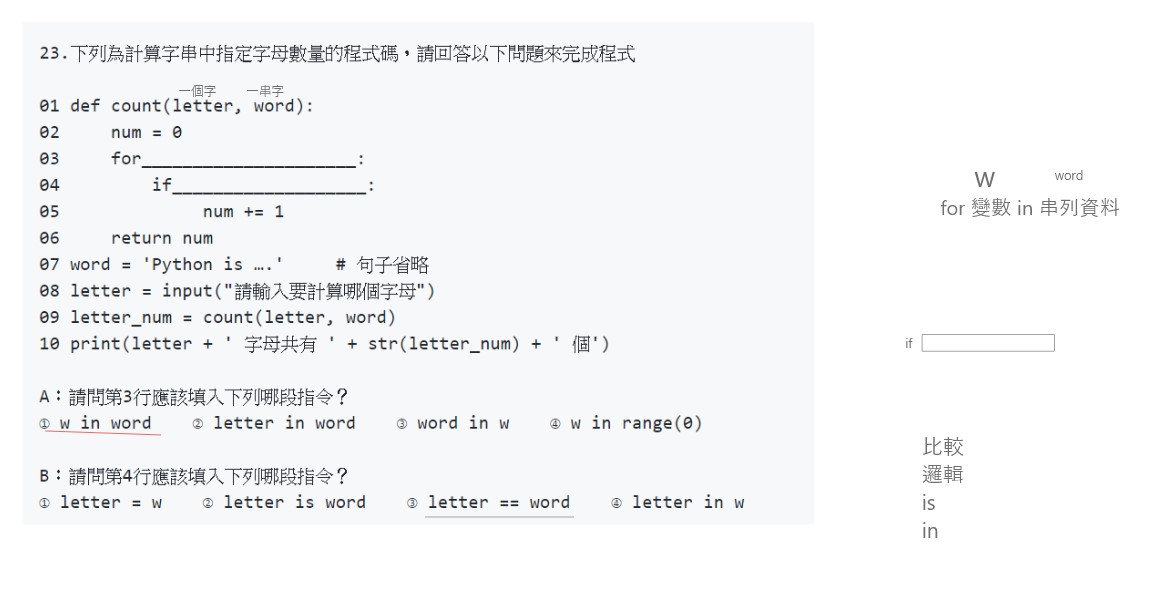 23.下列為計算字串中指定字母數量的程式碼，請回答以下問題來完成程式
一個字 一串字
01 def count(letter, word):
02 num = 0
03 for_____________________:
04 if___________________:
05 num += 1
06 return num
07 word = 'Python is ….' # 句子省略
08 letter = input("請輸入要計算哪個字母")
09 letter_num = count(letter, word)
10 print(letter + ' 字母共有 ' + str(letter_num) + ' 個')
A：請問第3行應該填入下列哪段指令？
① w in word ② letter in word ③ word in w ④ w in range(0)
B：請問第4行應該填入下列哪段指令？
① letter = w ② letter is word ③ letter == word ④ letter in w
w word
for 變數 in 串列資料
if
比較
邏輯
is
in